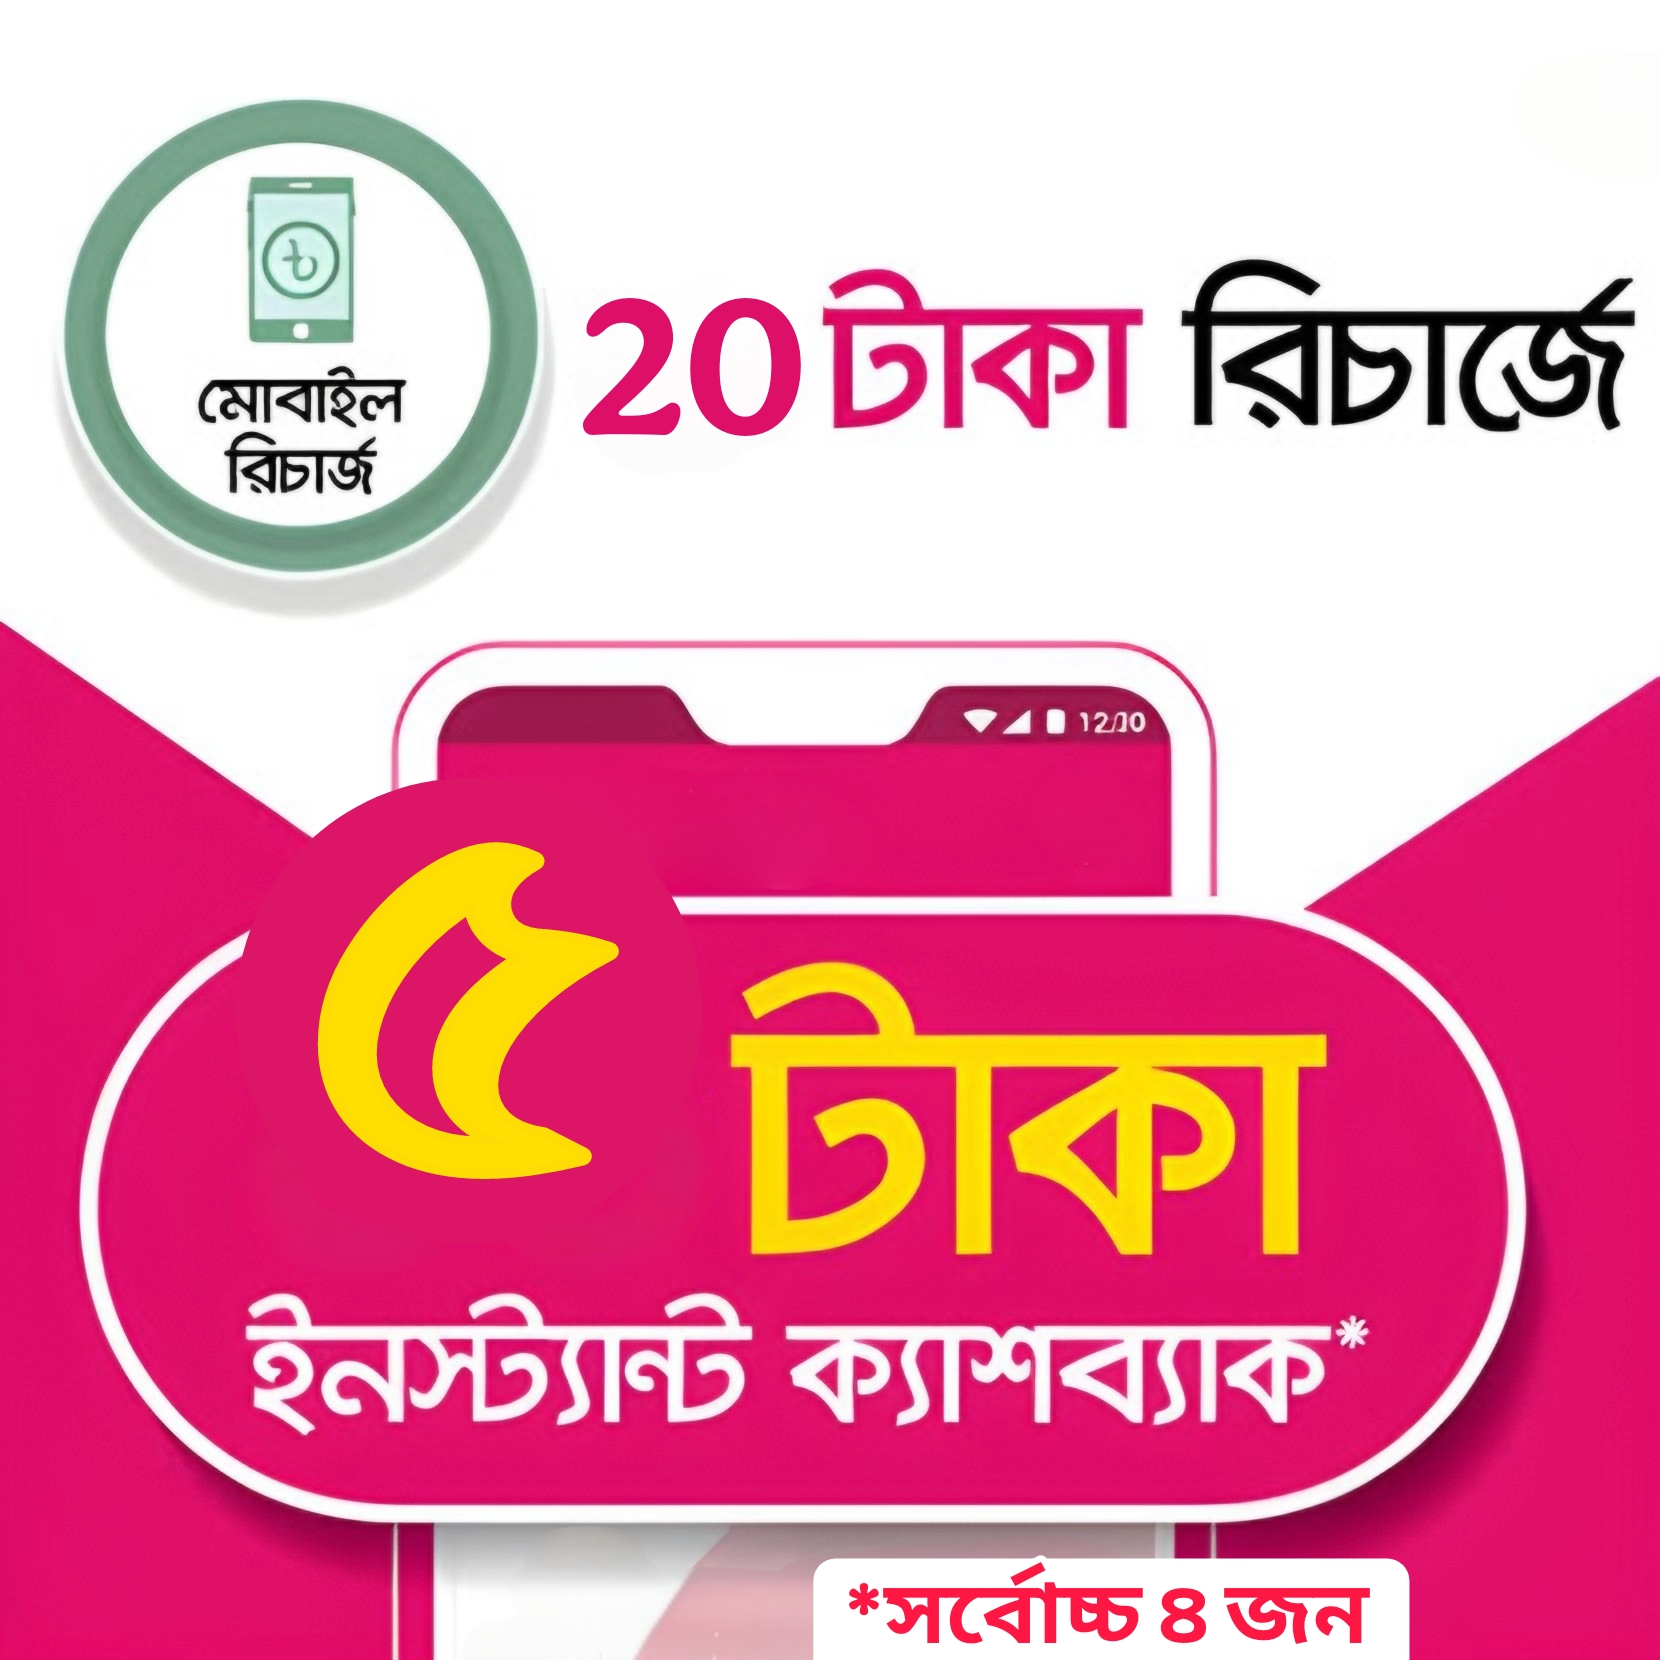 মোবাইল
রিচার্জ
20 টাকা রিচার্জে
৫ টাকা
ইনস্ট্যান্ট ক্যাশব্যাক*
*সর্বোচ্চ ৪ জন